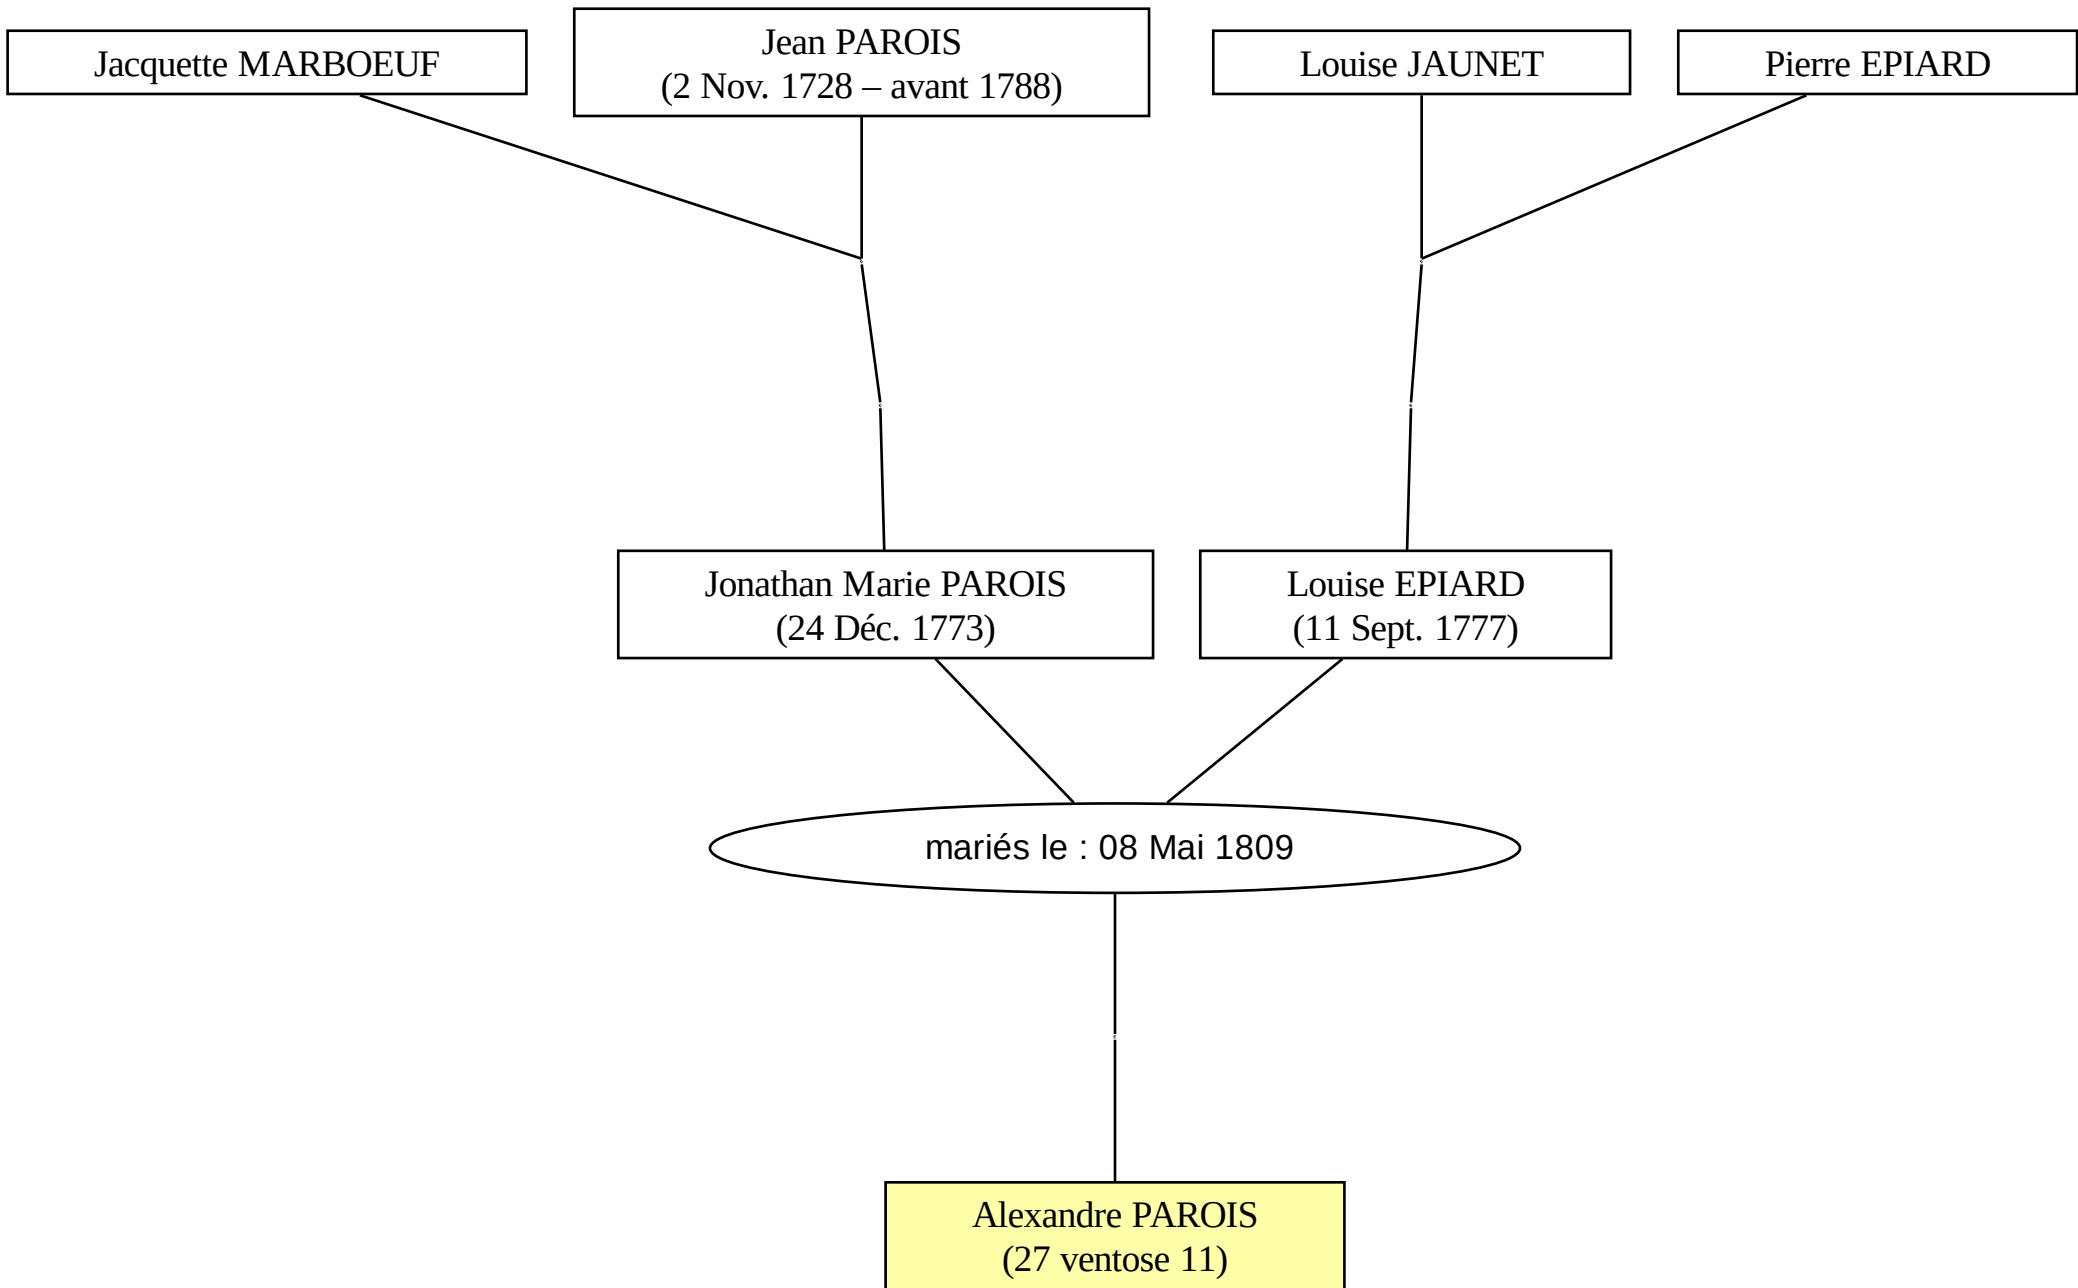 Jacquette MARBOEUF
Jean PAROIS
(2 Nov. 1728 – avant 1788)
Louise JAUNET
Pierre EPIARD
Jonathan Marie PAROIS
(24 Déc. 1773)
Louise EPIARD
(11 Sept. 1777)
mariés le : 08 Mai 1809
Alexandre PAROIS
(27 ventose 11)